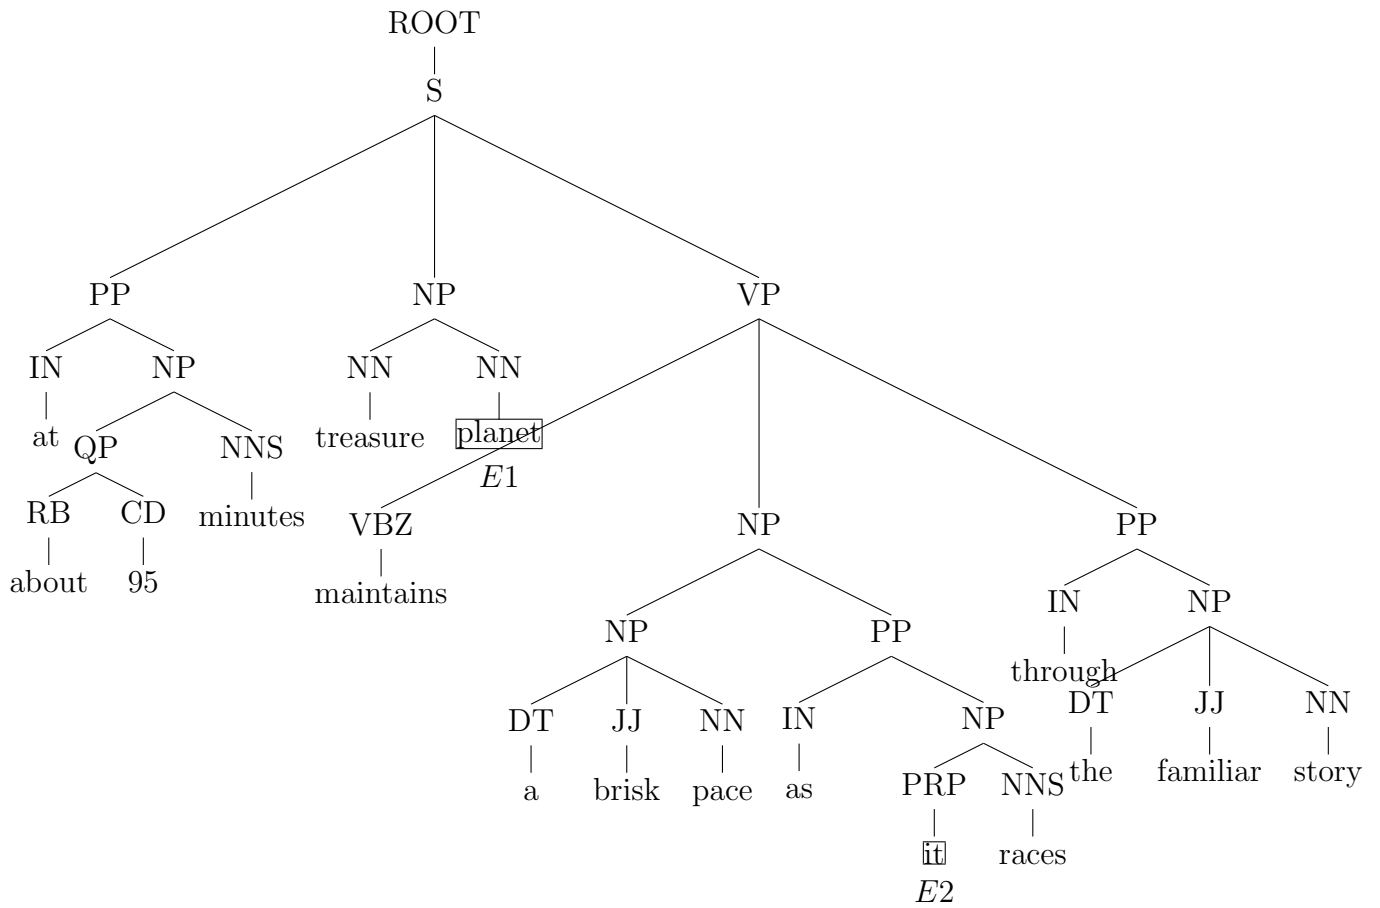 ROOT
S
PP NP VP
IN NP NN NN
at QP NNS treasure planet
E1
RB CD minutes VBZ NP PP
about 95 maintains
IN NP
NP PP
through
DT JJ NN IN NP DT JJ NN
a brisk pace as PRP NNS the familiar story
it races
E2